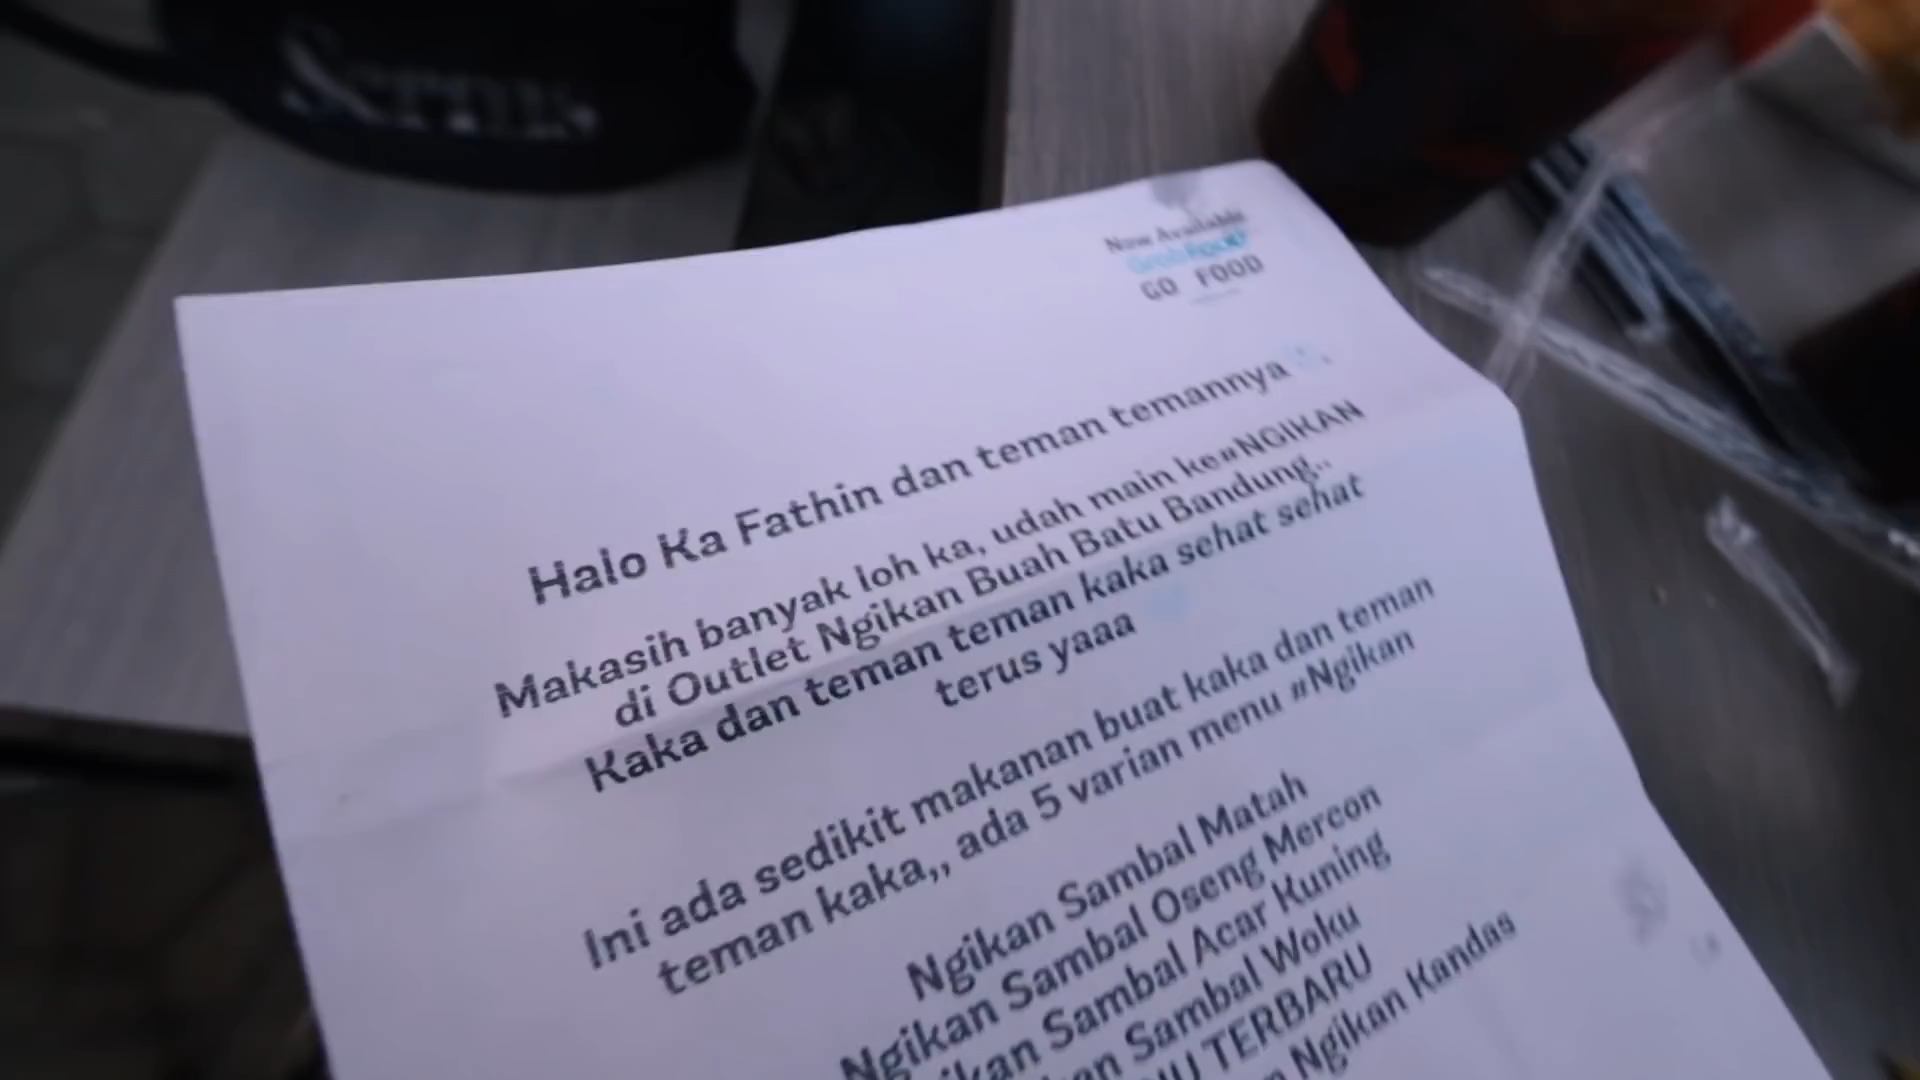 Now Available
GrabFood
GO FOOD
Halo Ka Fathin dan teman temannya
Makasih banyak loh ka, udah main ke#NGIKAN
di Outlet Ngikan Buah Batu Bandung..
Kaka dan teman teman kaka sehat sehat
terus yaaa
Ini ada sedikit makanan buat kaka dan teman
teman kaka,, ada 5 varian menu #Ngikan
Ngikan Sambal Matah
Ngikan Sambal Oseng Mercon
ikan Sambal Acar Kuning
Sambal Woku
TERBARU
Ngikan Kandas